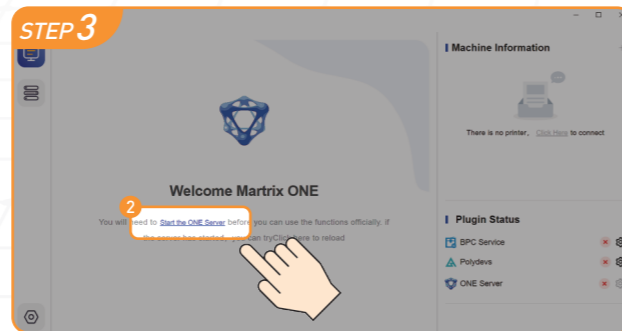 STEP 3
Machine Information
There is no printer, Click Here to connect
Welcome Martrix ONE
2
You will need to Start the ONE Server before you can use the functions officially. if
the server has started, you can tryClick here to reload
Plugin Status
BPC Service
Polydevs
ONE Server